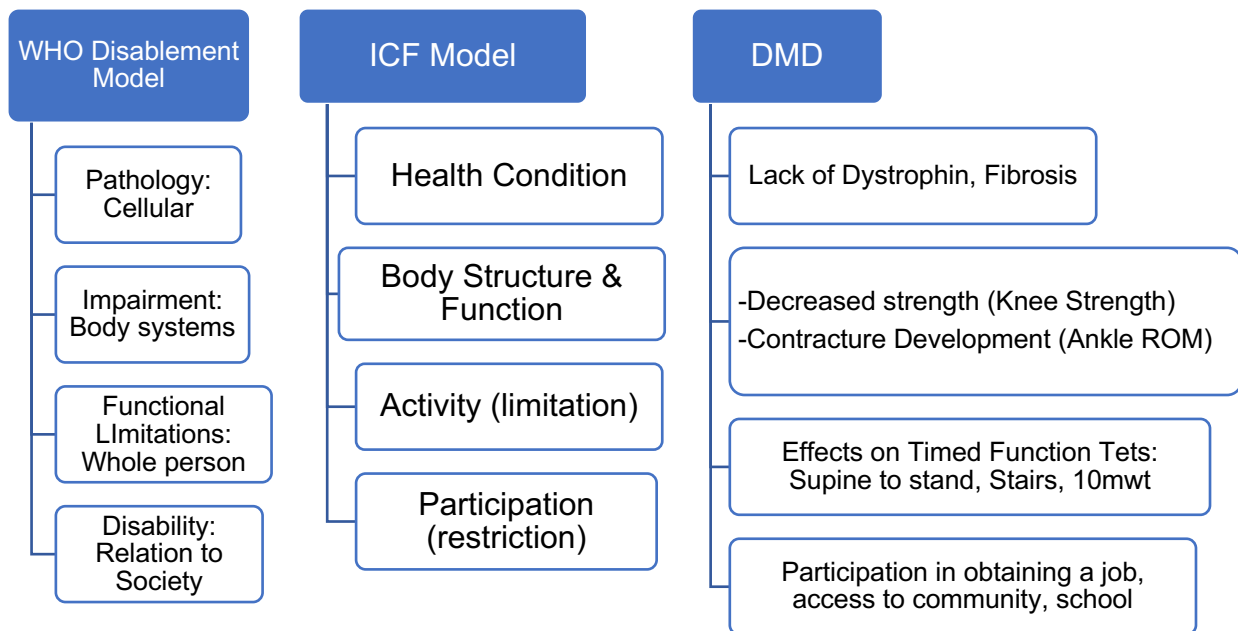 WHO Disablement
Model
Pathology:
Cellular
Impairment:
Body systems
Functional
LImitations:
Whole person
Disability:
Relation to
Society
ICF Model
Health Condition
Body Structure &
Function
Activity (limitation)
Participation
(restriction)
DMD
Lack of Dystrophin, Fibrosis
-Decreased strength (Knee Strength)
-Contracture Development (Ankle ROM)
Effects on Timed Function Tets:
Supine to stand, Stairs, 10mwt
Participation in obtaining a job,
access to community, school